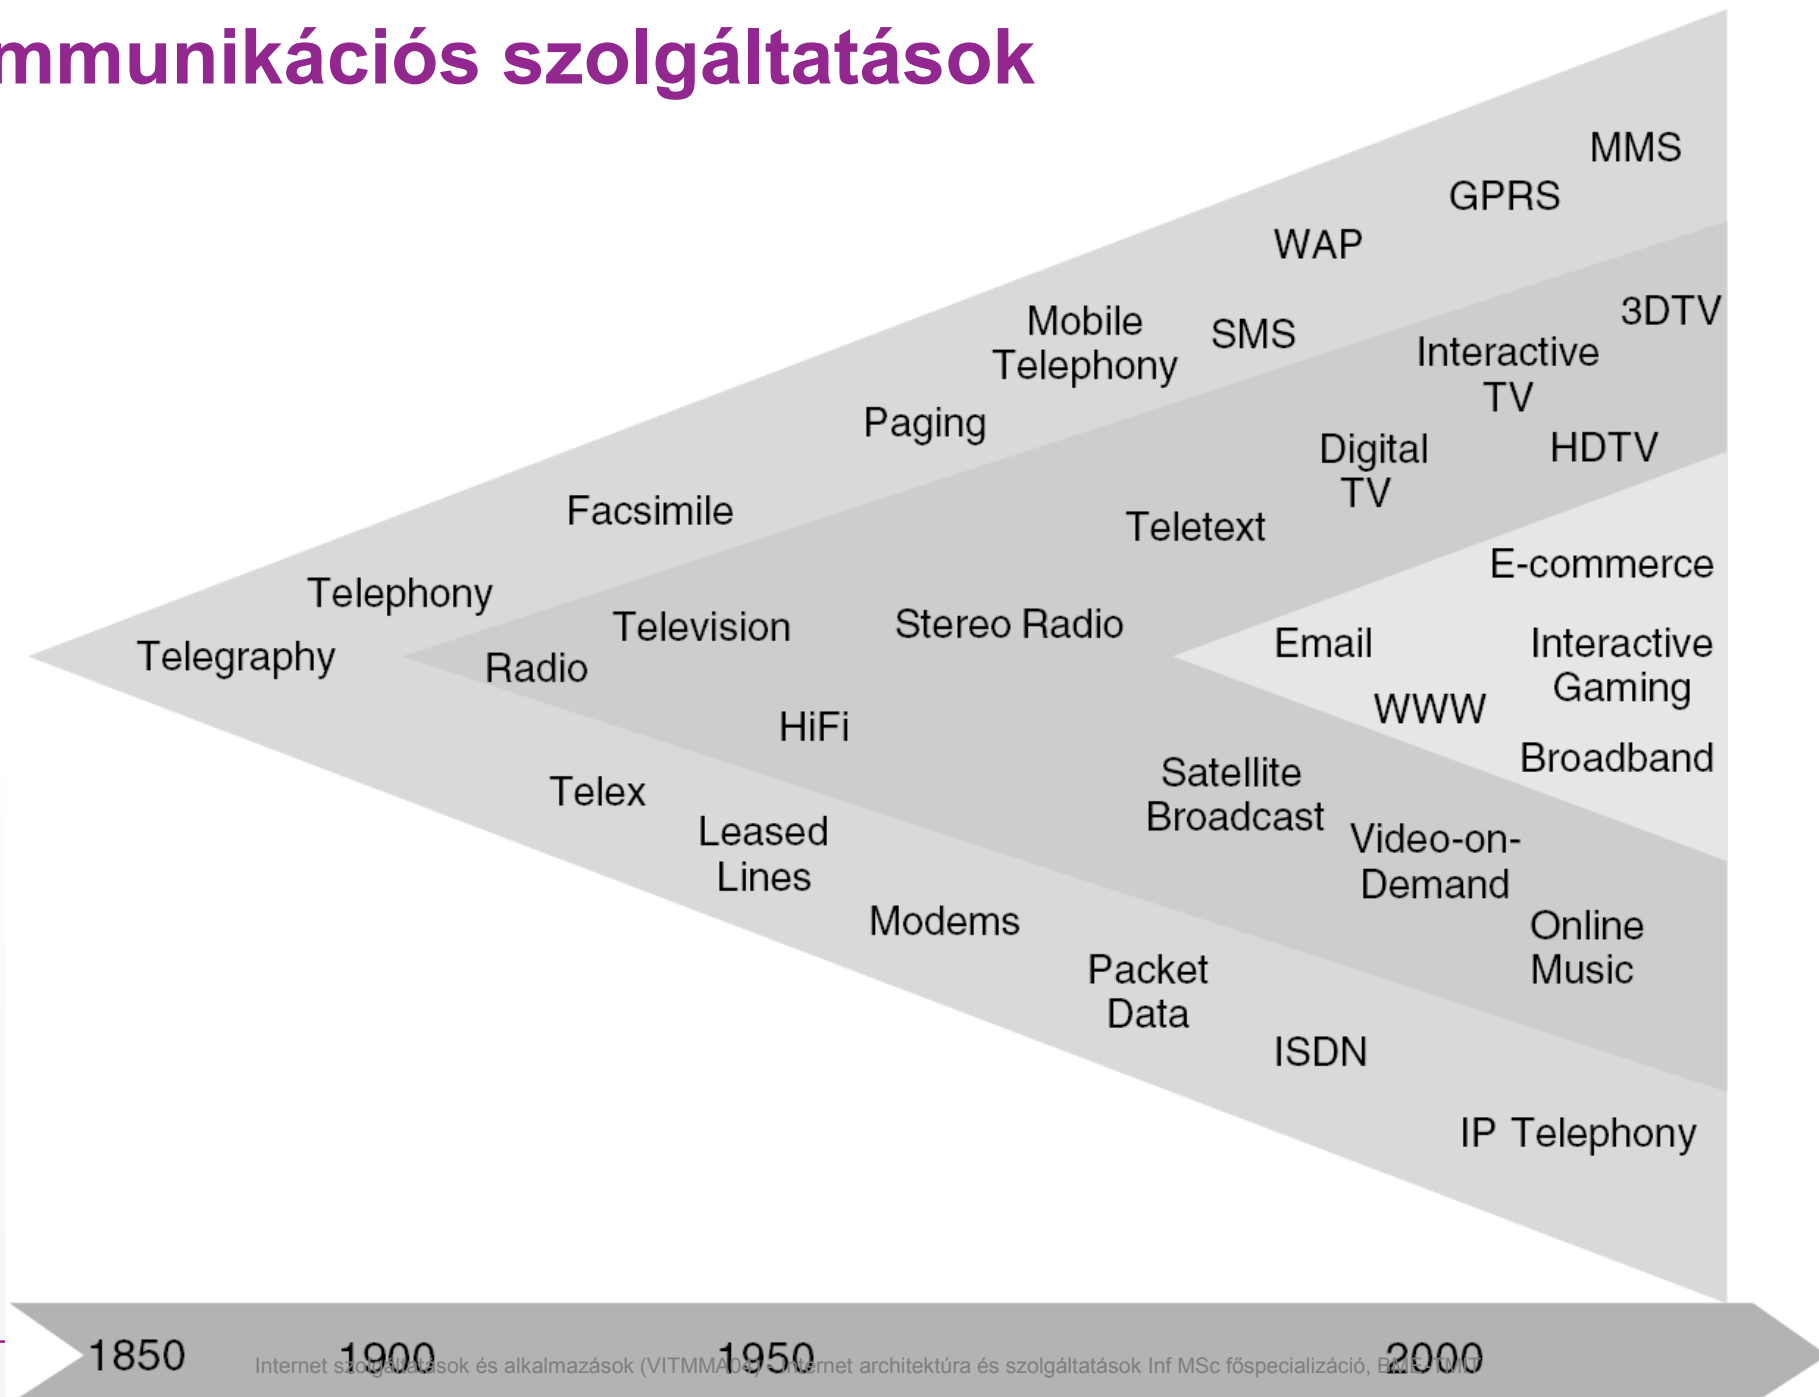 mmunikációs szolgáltatások
MMS
GPRS
WAP
3DTV
Mobile
Telephony
SMS
Interactive
TV
Paging
Digital
TV
HDTV
Facsimile
Teletext
E-commerce
Telephony
Television
Stereo Radio
Email
Interactive
Gaming
Telegraphy
Radio
WWW
HiFi
Broadband
Satellite
Broadcast
Telex
Leased
Lines
Video-on-
Demand
Modems
Online
Music
Packet
Data
ISDN
IP Telephony
1850 1900 1950 2000
Internet szolgáltatások és alkalmazások (VITMMA04) - Internet architektúra és szolgáltatások Inf MSc főspecializáció, BME-TMIT